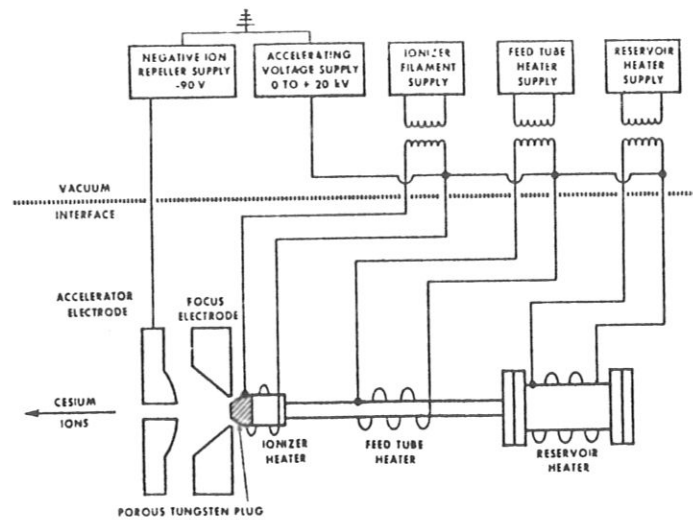 NEGATIVE ION
REPELLER SUPPLY
-90 V
ACCELERATING
VOLTAGE SUPPLY
0 TO + 20 kV
IONIZER
FILAMENT
SUPPLY
FEED TUBE
HEATER
SUPPLY
RESERVOIR
HEATER
SUPPLY
VACUUM
INTERFACE
ACCELERATOR
ELECTRODE
FOCUS
ELECTRODE
CESIUM
IONS
IONIZER
HEATER
FEED TUBE
HEATER
RESERVOIR
HEATER
POROUS TUNGSTEN PLUG